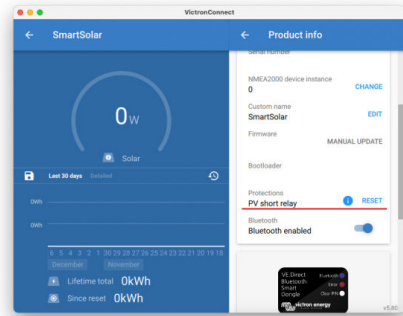 VictronConnect
SmartSolar
0W
Solar
Last 30 days Detailed
0Wh
0Wh
6 5 4 3 2 1 30 29 28 27 26 25 24 23 22 21 20 19 18
December November
Lifetime total 0kWh
Since reset 0kWh
Product info
Serial number
NMEA2000 device instance
0
CHANGE
Custom name
SmartSolar
EDIT
Firmware
MANUAL UPDATE
Bootloader
Protections
PV short relay
RESET
Bluetooth
Bluetooth enabled
VE.Direct
Bluetooth
Smart
Dongle
Error
Clear PIN
victron energy
v5.80